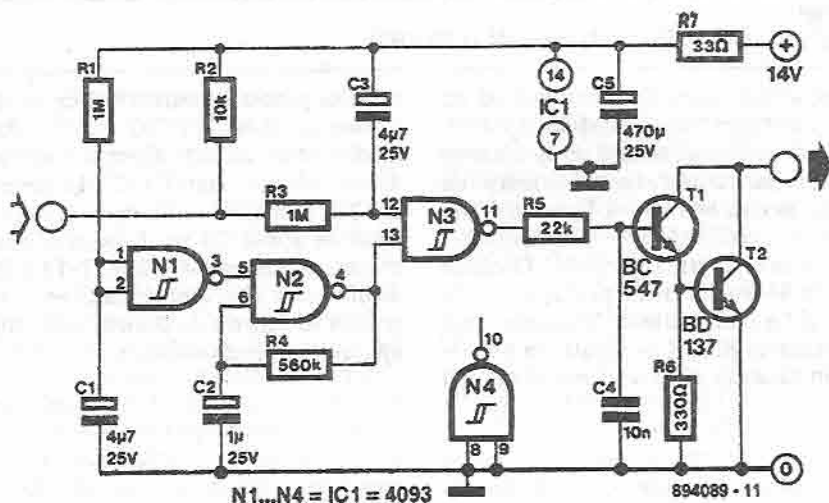 R7
33Ω
+
14V
R1
1M
R2
10k
C3
4µ7
25V
14
IC1
7
C5
470µ
25V
R3
1M
12
13
N3
11
R5
22k
T1
BC
547
T2
BD
137
1
2
N1
3
5
6
N2
4
R4
560k
10
N4
8
9
R6
330Ω
C1
4µ7
25V
C2
1µ
25V
C4
10n
0
N1...N4 = IC1 = 4093
894089 - 11